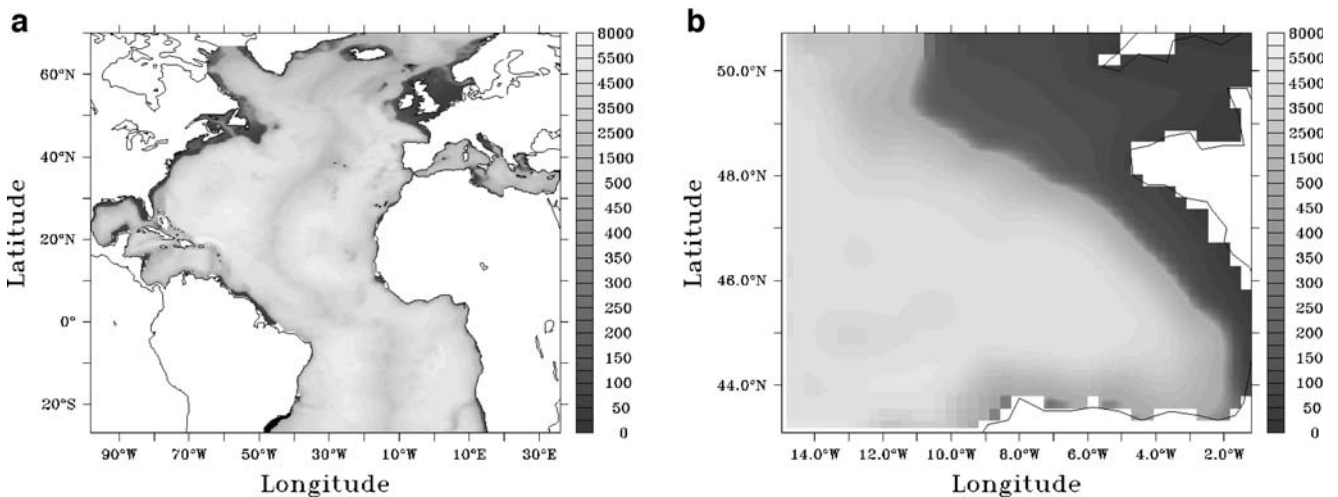 a
Latitude
60°N
40°N
20°N
0°
20°S
90°W 70°W 50°W 30°W 10°W 10°E 30°E
Longitude
8000
5500
4500
3500
2500
1500
500
450
400
350
300
250
200
150
100
50
0
b
Latitude
50.0°N
48.0°N
46.0°N
44.0°N
14.0°W 12.0°W 10.0°W 8.0°W 6.0°W 4.0°W 2.0°W
Longitude
8000
5500
4500
3500
2500
1500
500
450
400
350
300
250
200
150
100
50
0